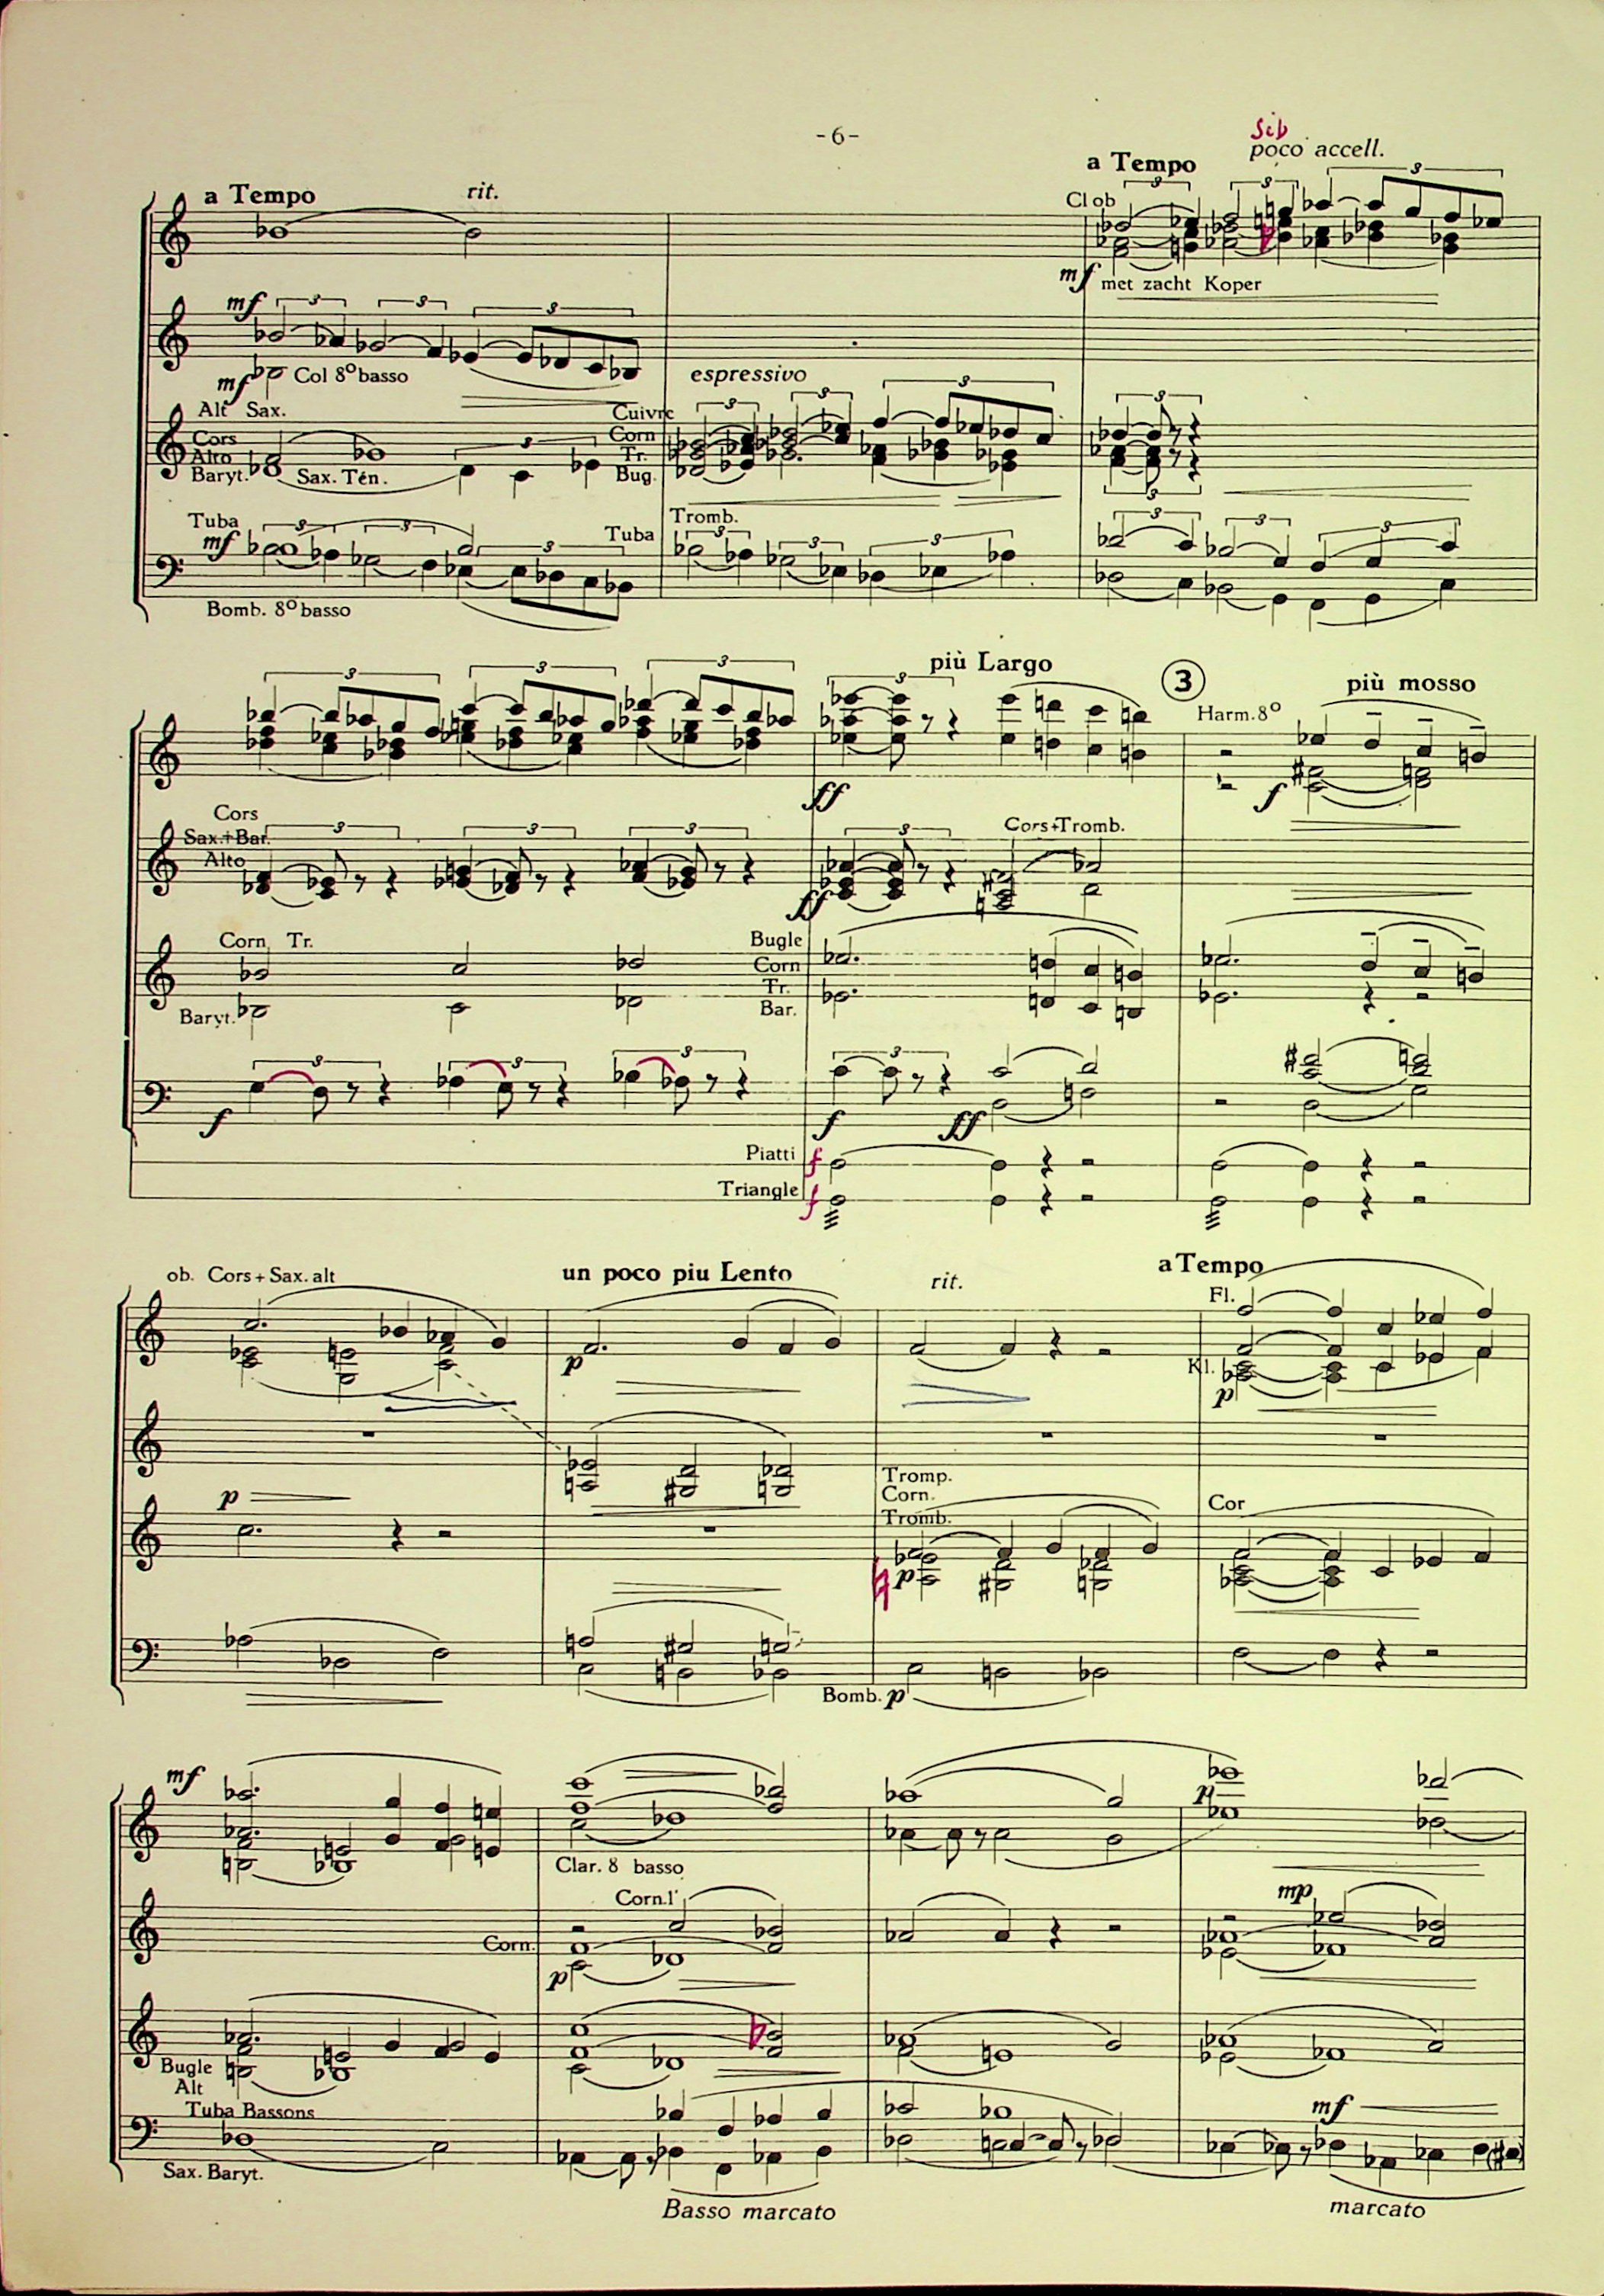 -6-
Sib
a Tempo
rit.
a Tempo
poco accell.
Cl ob
mf met zacht Koper
mf
mf Col 8º basso
espressivo
Alt Sax.
Cors
Alto
Baryt.
Sax. Tén.
Cuivre
Corn
Tr.
Bug.
Tuba
mf
Tuba
Tromb.
Bomb. 8º basso
più Largo
3
più mosso
Harm. 8º
ff
f
Cors
Sax.+Bar.
Alto
Cors+Tromb.
ff
Corn Tr.
Baryt.
Bugle
Corn
Tr.
Bar.
f
f
ff
Piatti f
Triangle f
ob. Cors + Sax. alt
un poco piu Lento
rit.
a Tempo
Fl.
p
Kl.
p
p
Tromp.
Corn.
Tromb.
p
Cor
Bomb. p
mf
p
Clar. 8 basso
Corn. 1'
mp
Corn.
p
Bugle
Alt
Tuba Bassons
mf
Sax. Baryt.
Basso marcato
marcato